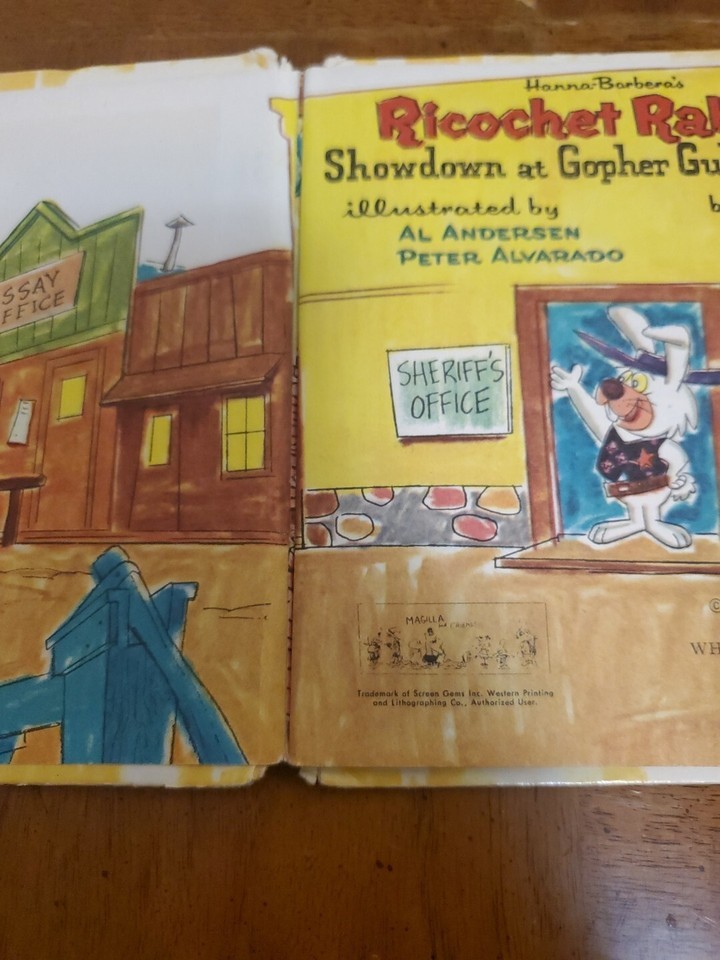 SSAY
FFICE
Hanna-Barbera's
Ricochet Ra
Showdown at Gopher Gu
illustrated by
b
AL ANDERSEN
PETER ALVARADO
SHERIFF'S
OFFICE
MAGILLA
©
WH
Trademark of Screen Gems Inc. Western Printing
and Lithographing Co., Authorized User.